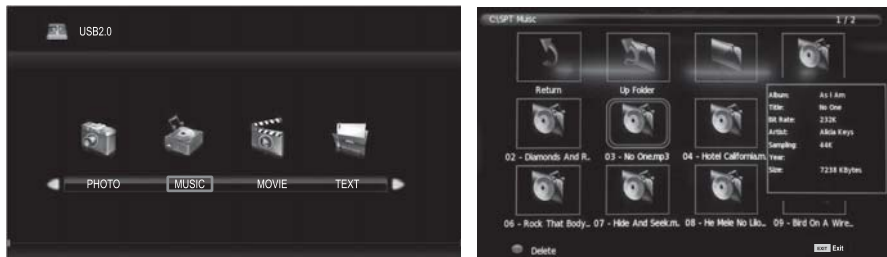 USB2.0
PHOTO MUSIC MOVIE TEXT
C:\SPT Music 1 / 2
Return Up Folder
Album: As I Am
Title: No One
Bit Rate: 232K
Artist: Alicia Keys
Sampling: 44K
Year:
Size: 7238 KBytes
02 - Diamonds And R.. 03 - No One.mp3 04 - Hotel California.m
06 - Rock That Body... 07 - Hide And Seek.m.. 08 - He Mele No Lilo... 09 - Bird On A Wire...
Delete EXIT Exit